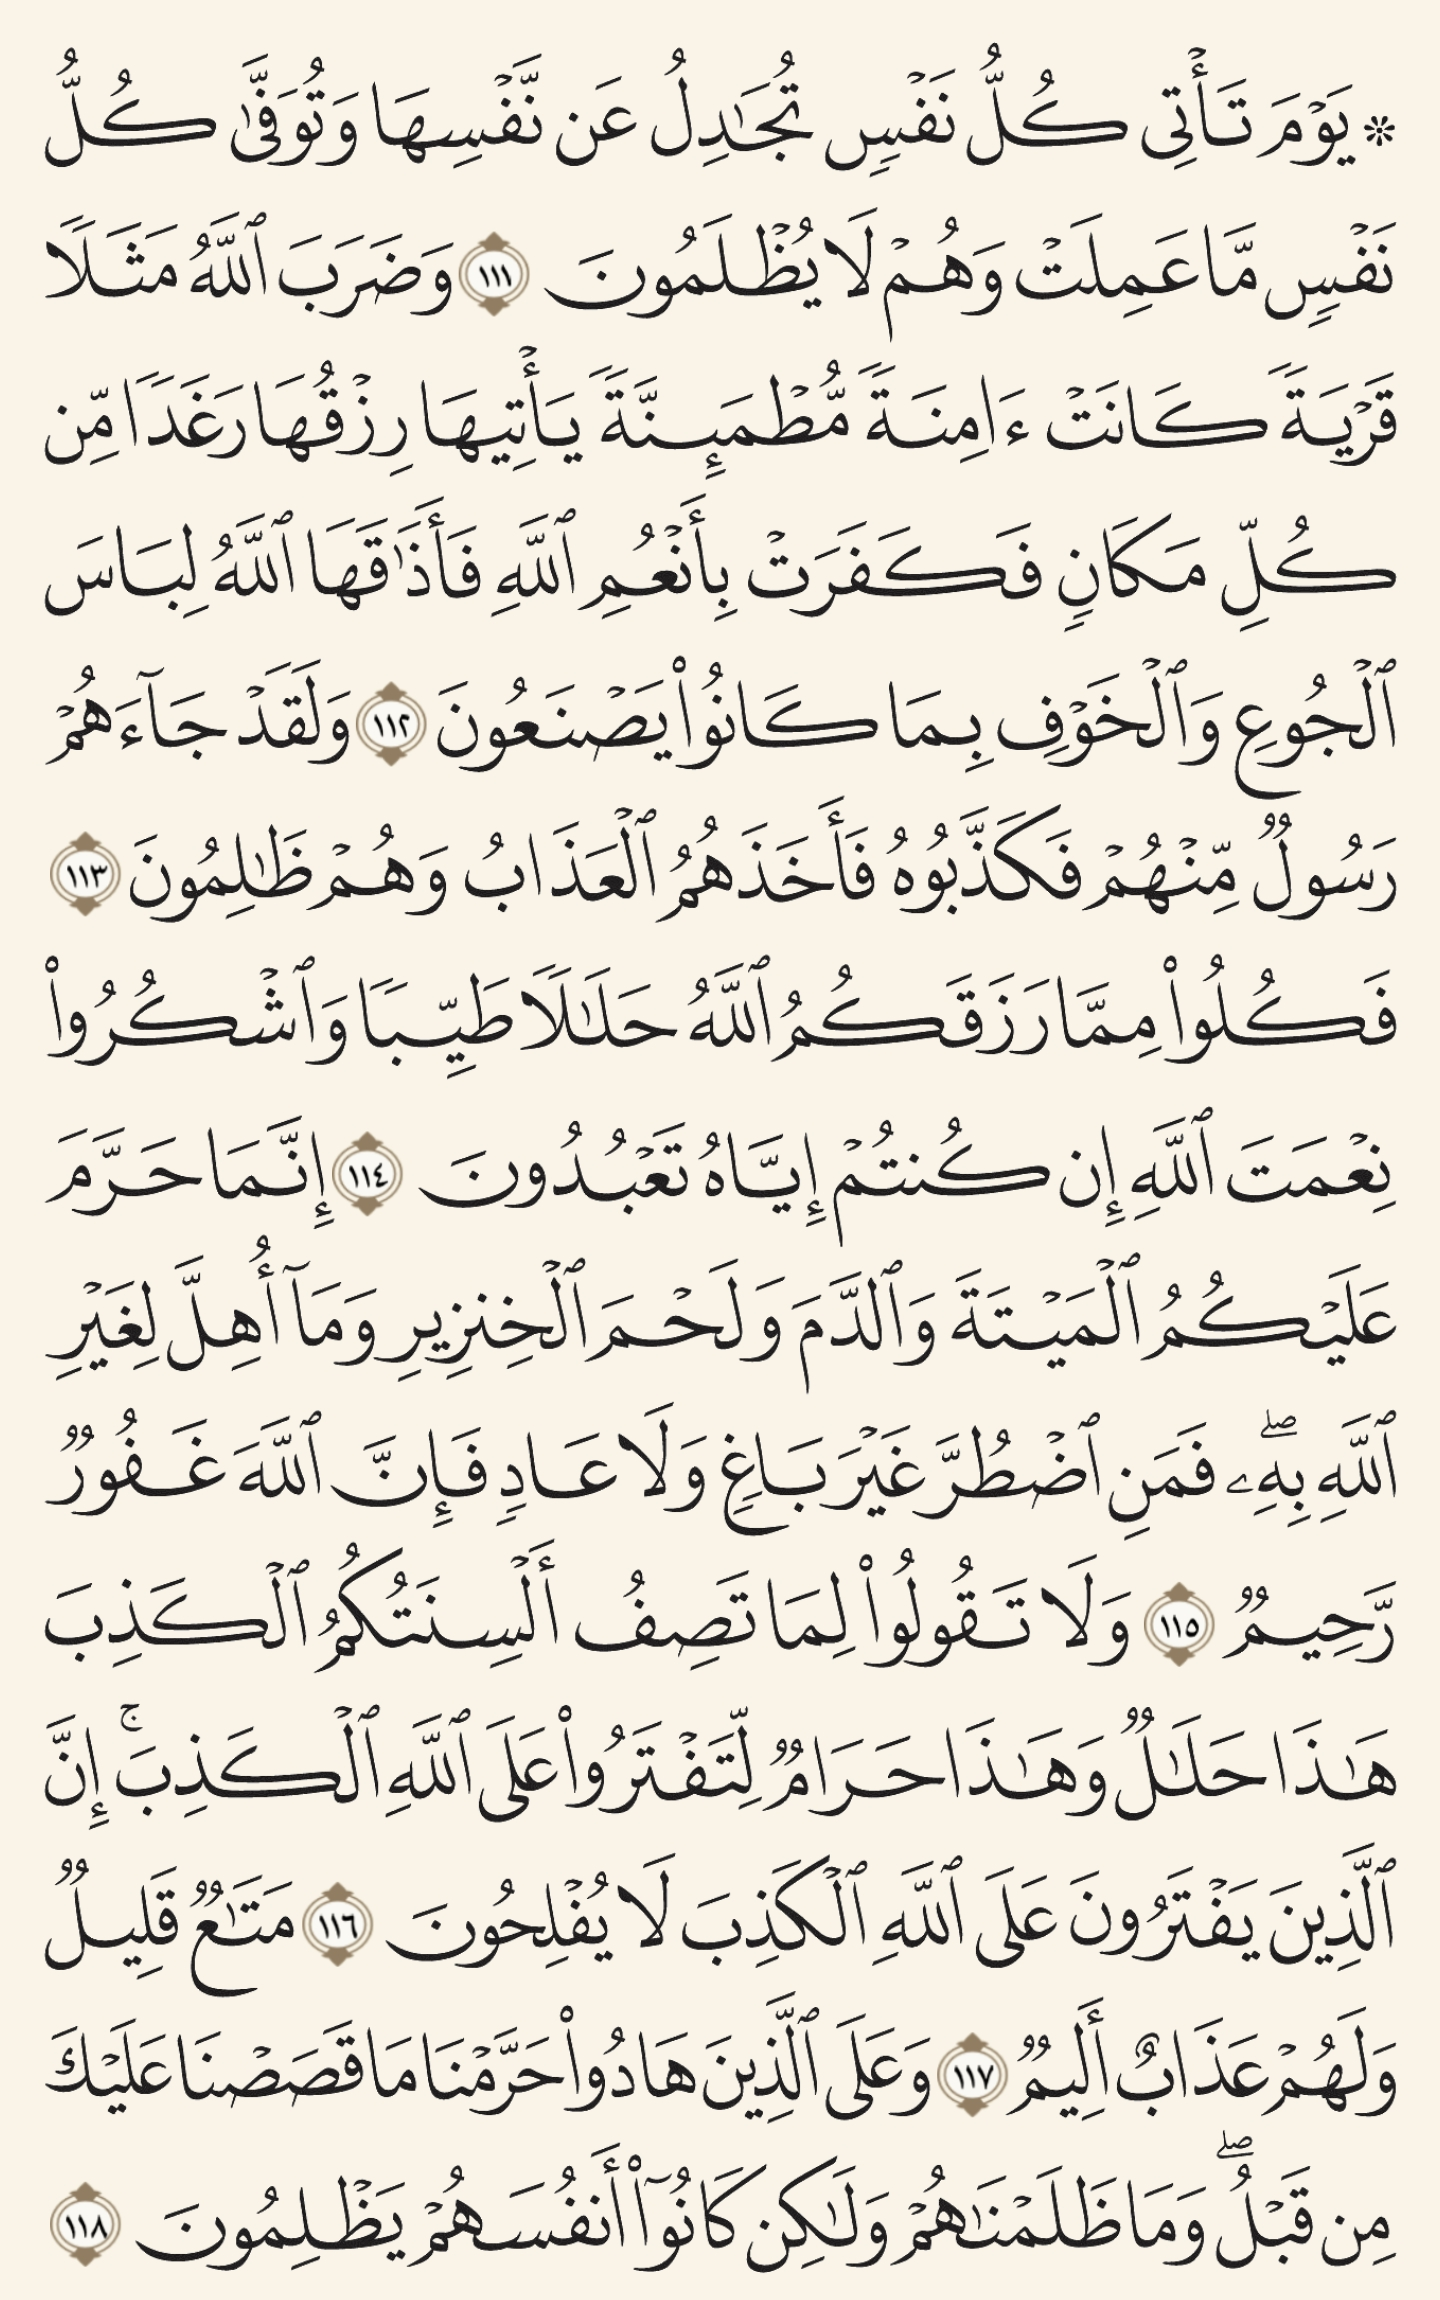 ۞ يَوۡمَ تَأۡتِى كُلُّ نَفۡسٖ تُجَٰدِلُ عَن نَّفۡسِهَا وَتُوَفَّىٰ كُلُّ
نَفۡسٖ مَّا عَمِلَتۡ وَهُمۡ لَا يُظۡلَمُونَ ١١١ وَضَرَبَ ٱللَّهُ مَثَلٗا
قَرۡيَةٗ كَانَتۡ ءَامِنَةٗ مُّطۡمَئِنَّةٗ يَأۡتِيهَا رِزۡقُهَا رَغَدٗا مِّن
كُلِّ مَكَانٖ فَكَفَرَتۡ بِأَنۡعُمِ ٱللَّهِ فَأَذَٰقَهَا ٱللَّهُ لِبَاسَ
ٱلۡجُوعِ وَٱلۡخَوۡفِ بِمَا كَانُواْ يَصۡنَعُونَ ١١٢ وَلَقَدۡ جَآءَهُمۡ
رَسُولٞ مِّنۡهُمۡ فَكَذَّبُوهُ فَأَخَذَهُمُ ٱلۡعَذَابُ وَهُمۡ ظَٰلِمُونَ ١١٣
فَكُلُواْ مِمَّا رَزَقَكُمُ ٱللَّهُ حَلَٰلٗا طَيِّبٗا وَٱشۡكُرُواْ
نِعۡمَتَ ٱللَّهِ إِن كُنتُمۡ إِيَّاهُ تَعۡبُدُونَ ١١٤ إِنَّمَا حَرَّمَ
عَلَيۡكُمُ ٱلۡمَيۡتَةَ وَٱلدَّمَ وَلَحۡمَ ٱلۡخِنزِيرِ وَمَآ أُهِلَّ لِغَيۡرِ
ٱللَّهِ بِهِۦۖ فَمَنِ ٱضۡطُرَّ غَيۡرَ بَاغٖ وَلَا عَادٖ فَإِنَّ ٱللَّهَ غَفُورٞ
رَّحِيمٞ ١١٥ وَلَا تَقُولُواْ لِمَا تَصِفُ أَلۡسِنَتُكُمُ ٱلۡكَذِبَ
هَٰذَا حَلَٰلٞ وَهَٰذَا حَرَامٞ لِّتَفۡتَرُواْ عَلَى ٱللَّهِ ٱلۡكَذِبَۚ إِنَّ
ٱلَّذِينَ يَفۡتَرُونَ عَلَى ٱللَّهِ ٱلۡكَذِبَ لَا يُفۡلِحُونَ ١١٦ مَتَٰعٞ قَلِيلٞ
وَلَهُمۡ عَذَابٌ أَلِيمٞ ١١٧ وَعَلَى ٱلَّذِينَ هَادُواْ حَرَّمۡنَا مَا قَصَصۡنَا عَلَيۡكَ
مِن قَبۡلُۖ وَمَا ظَلَمۡنَٰهُمۡ وَلَٰكِن كَانُوٓاْ أَنفُسَهُمۡ يَظۡلِمُونَ ١١٨